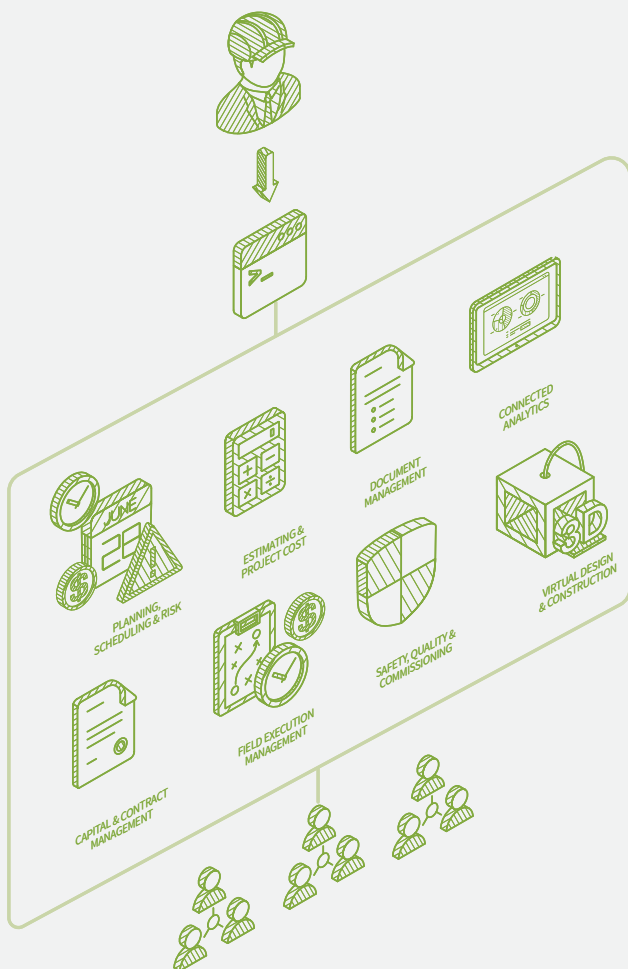 CONNECTED
ANALYTICS
DOCUMENT
MANAGEMENT
ESTIMATING &
PROJECT COST
JUNE
$
PLANNING,
SCHEDULING & RISK
3D
VIRTUAL DESIGN
& CONSTRUCTION
SAFETY, QUALITY &
COMMISSIONING
$
FIELD EXECUTION
MANAGEMENT
CAPITAL & CONTRACT
MANAGEMENT